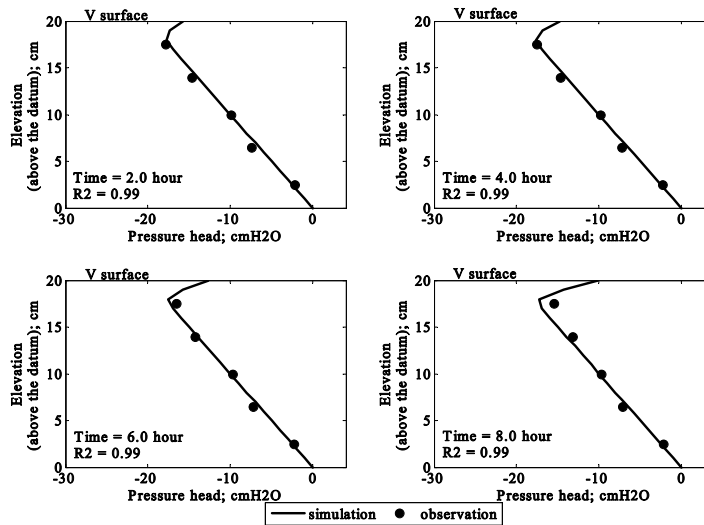 V surface
20
15
10
5
0
Elevation
(above the datum); cm
Time = 2.0 hour
R2 = 0.99
-30 -20 -10 0
Pressure head; cmH2O
V surface
20
15
10
5
0
Elevation
(above the datum); cm
Time = 4.0 hour
R2 = 0.99
-30 -20 -10 0
Pressure head; cmH2O
V surface
20
15
10
5
0
Elevation
(above the datum); cm
Time = 6.0 hour
R2 = 0.99
-30 -20 -10 0
Pressure head; cmH2O
V surface
20
15
10
5
0
Elevation
(above the datum); cm
Time = 8.0 hour
R2 = 0.99
-30 -20 -10 0
Pressure head; cmH2O
simulation observation